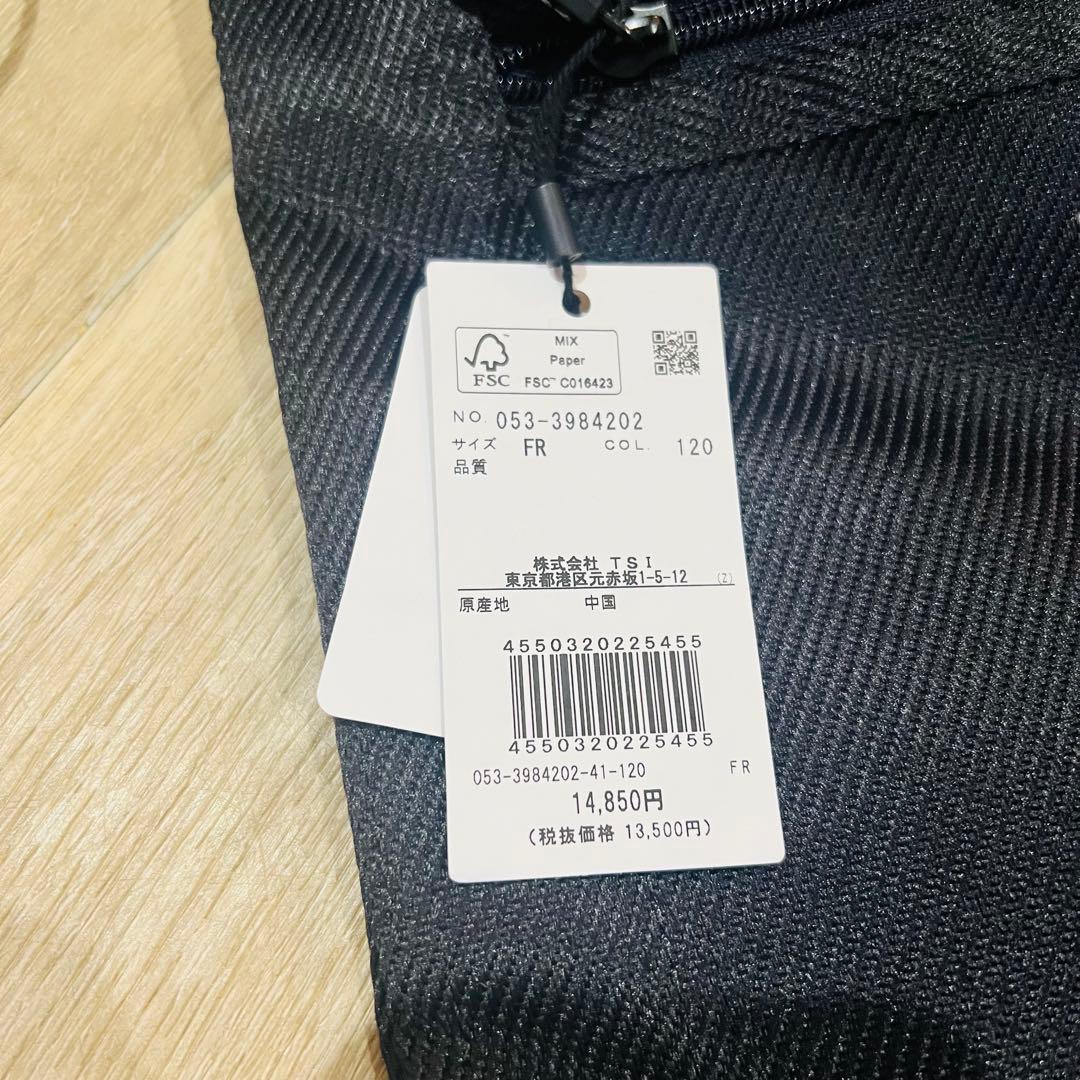 MIX
Paper
FSC™ C016423
FSC
NO. 053-3984202
サイズ FR COL. 120
品質
株式会社 TSI
東京都港区元赤坂1-5-12 (Z)
原産地 中国
4550320225455
4550320225455
053-3984202-41-120 FR
14,850円
(税抜価格 13,500円)